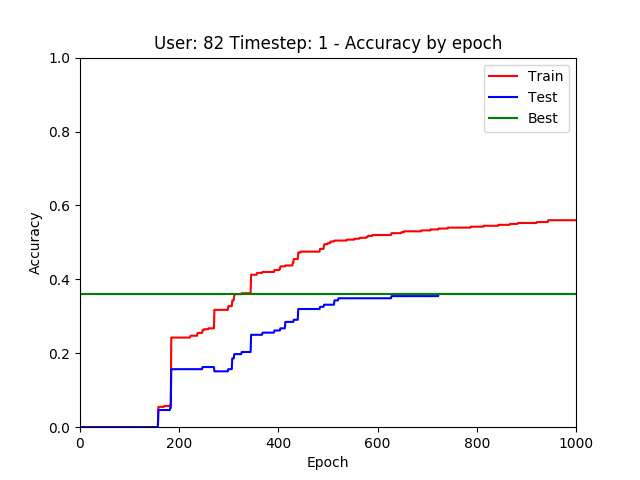 User: 82 Timestep: 1 - Accuracy by epoch
1.0
0.8
0.6
0.4
0.2
0.0
Accuracy
Train
Test
Best
0 200 400 600 800 1000
Epoch